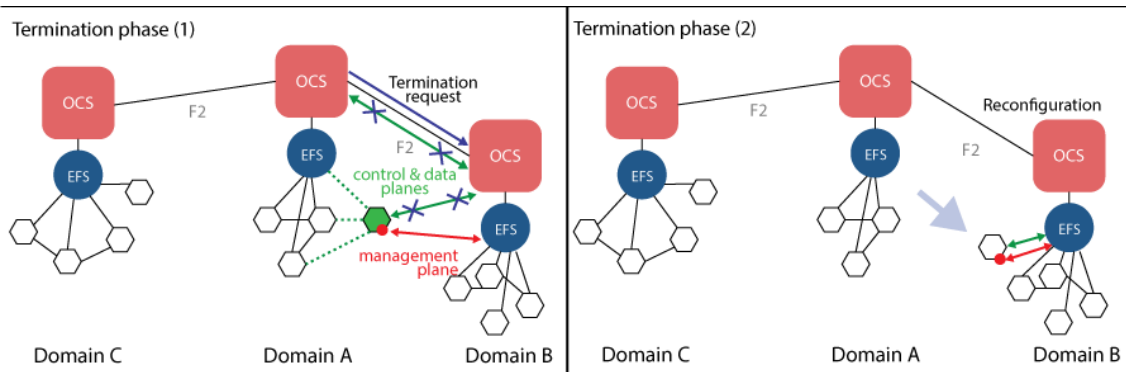 Termination phase (1)
OCS
OCS
Termination
request
F2
F2
OCS
EFS
EFS
control & data
planes
EFS
management
plane
Domain C
Domain A
Domain B
Termination phase (2)
OCS
OCS
Reconfiguration
F2
F2
OCS
EFS
EFS
EFS
Domain C
Domain A
Domain B